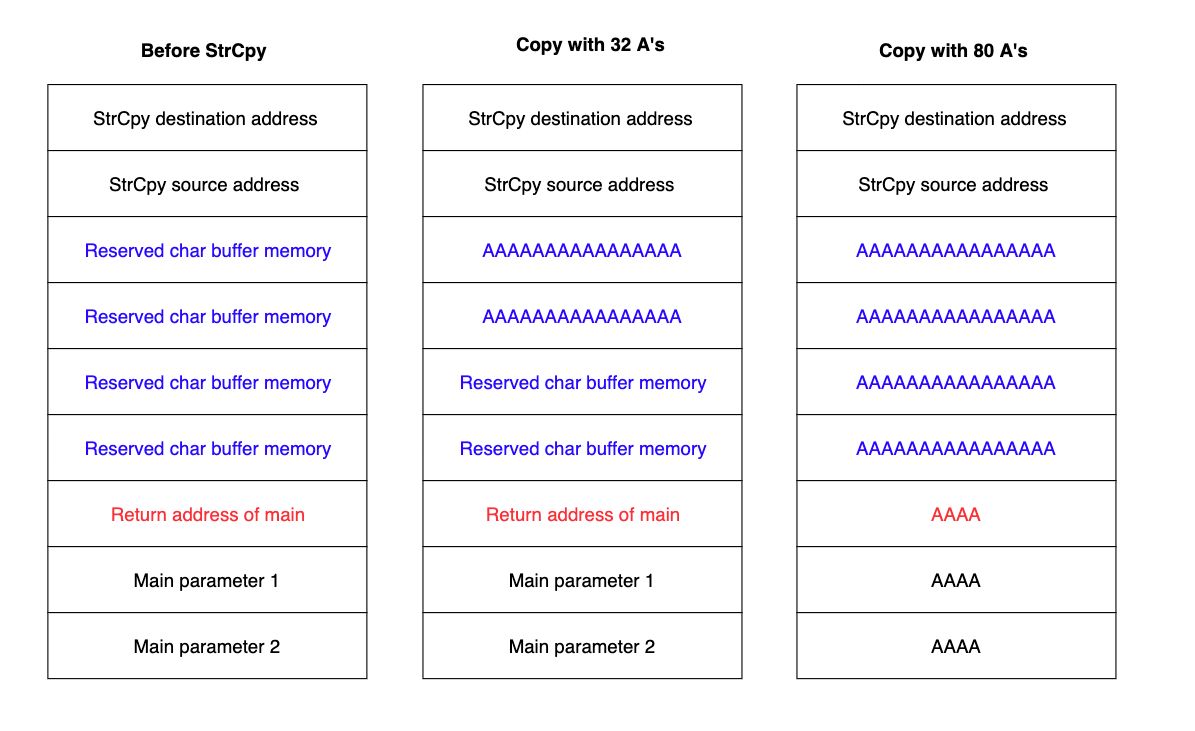 Before StrCpy
StrCpy destination address
StrCpy source address
Reserved char buffer memory
Reserved char buffer memory
Reserved char buffer memory
Reserved char buffer memory
Return address of main
Main parameter 1
Main parameter 2
Copy with 32 A's
StrCpy destination address
StrCpy source address
AAAAAAAAAAAAAAAA
AAAAAAAAAAAAAAAA
Reserved char buffer memory
Reserved char buffer memory
Return address of main
Main parameter 1
Main parameter 2
Copy with 80 A's
StrCpy destination address
StrCpy source address
AAAAAAAAAAAAAAAA
AAAAAAAAAAAAAAAA
AAAAAAAAAAAAAAAA
AAAAAAAAAAAAAAAA
AAAA
AAAA
AAAA